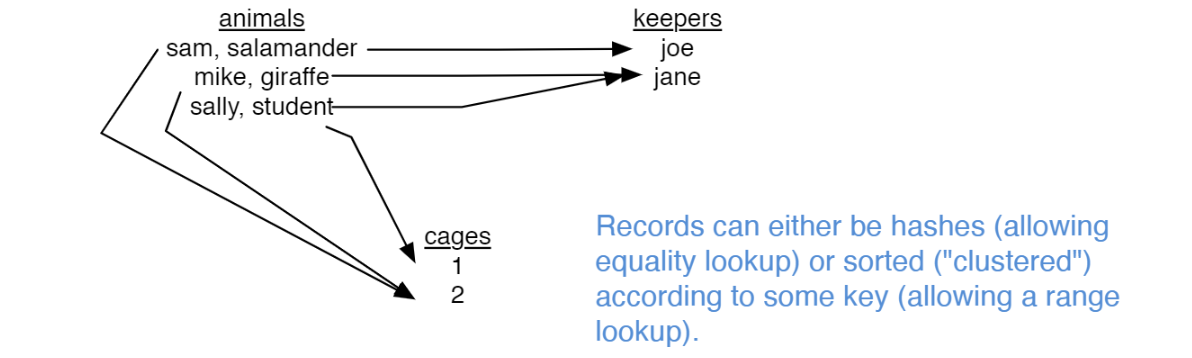 animals
keepers
sam, salamander
joe
mike, giraffe
jane
sally, student
cages
1
2
Records can either be hashes (allowing
equality lookup) or sorted ("clustered")
according to some key (allowing a range
lookup).